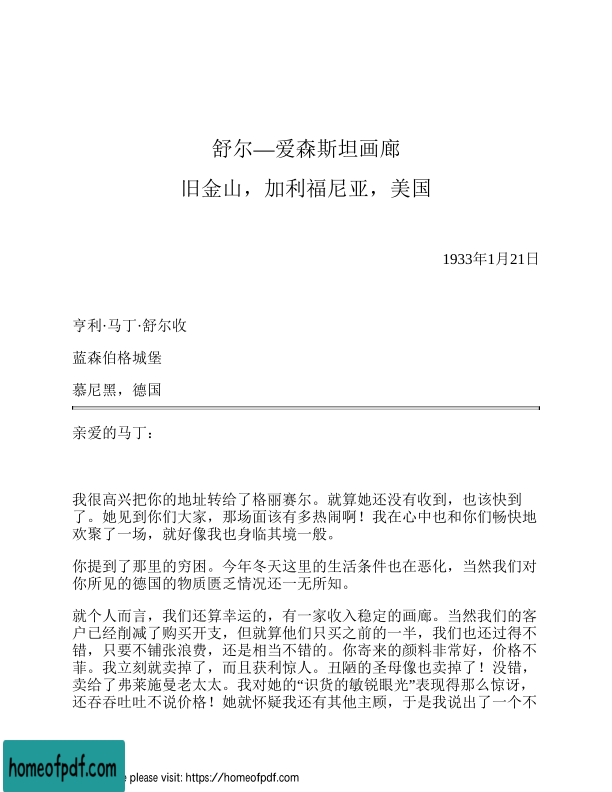 舒尔—爱森斯坦画廊
旧金山，加利福尼亚，美国
1933年1月21日
亨利·马丁·舒尔收
蓝森伯格城堡
慕尼黑，德国
亲爱的马丁：
我很高兴把你的地址转给了格丽赛尔。就算她还没有收到，也该快到
了。她见到你们大家，那场面该有多热闹啊！我在心中也和你们畅快地
欢聚了一场，就好像我也身临其境一般。
你提到了那里的穷困。今年冬天这里的生活条件也在恶化，当然我们对
你所见的德国的物质匮乏情况还一无所知。
就个人而言，我们还算幸运的，有一家收入稳定的画廊。当然我们的客
户已经削减了购买开支，但就算他们只买之前的一半，我们也还过得不
错，只要不铺张浪费，还是相当不错的。你寄来的颜料非常好，价格不
菲。我立刻就卖掉了，而且获利惊人。丑陋的圣母像也卖掉了！没错，
卖给了弗莱施曼老太太。我对她的“识货的敏锐眼光”表现得那么惊讶，
还吞吞吐吐不说价格！她就怀疑我还有其他主顾，于是我说出了一个不
homeofpdf.com
e please visit: https://homeofpdf.com